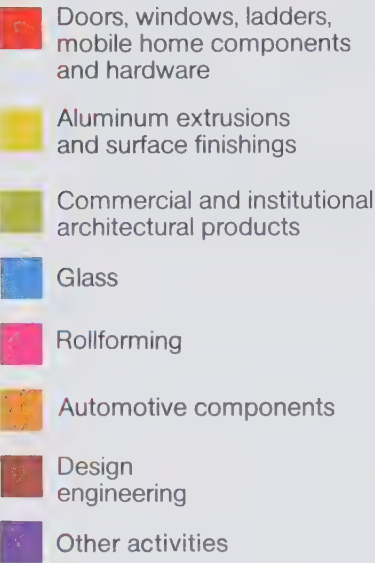 Doors, windows, ladders,
mobile home components
and hardware
Aluminum extrusions
and surface finishings
Commercial and institutional
architectural products
Glass
Rollforming
Automotive components
Design
engineering
Other activities